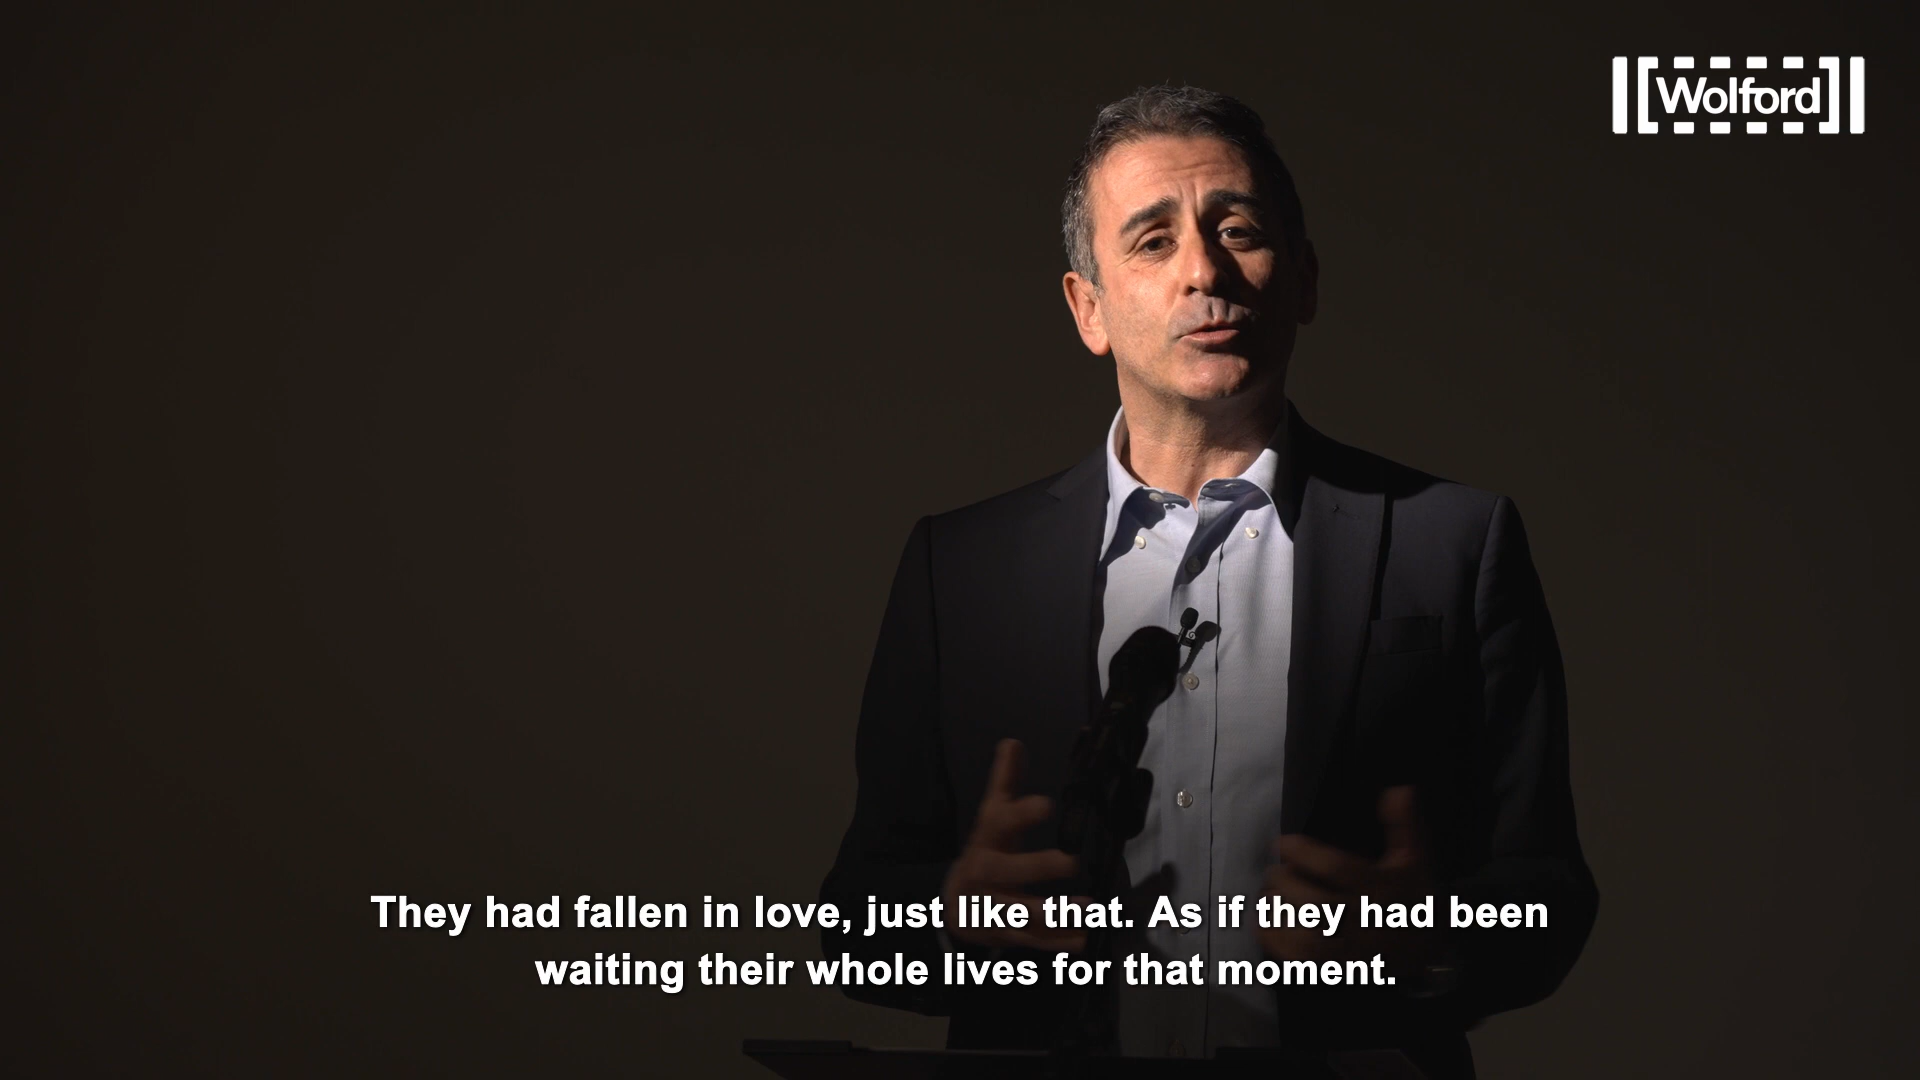 Wolford
They had fallen in love, just like that. As if they had been
waiting their whole lives for that moment.